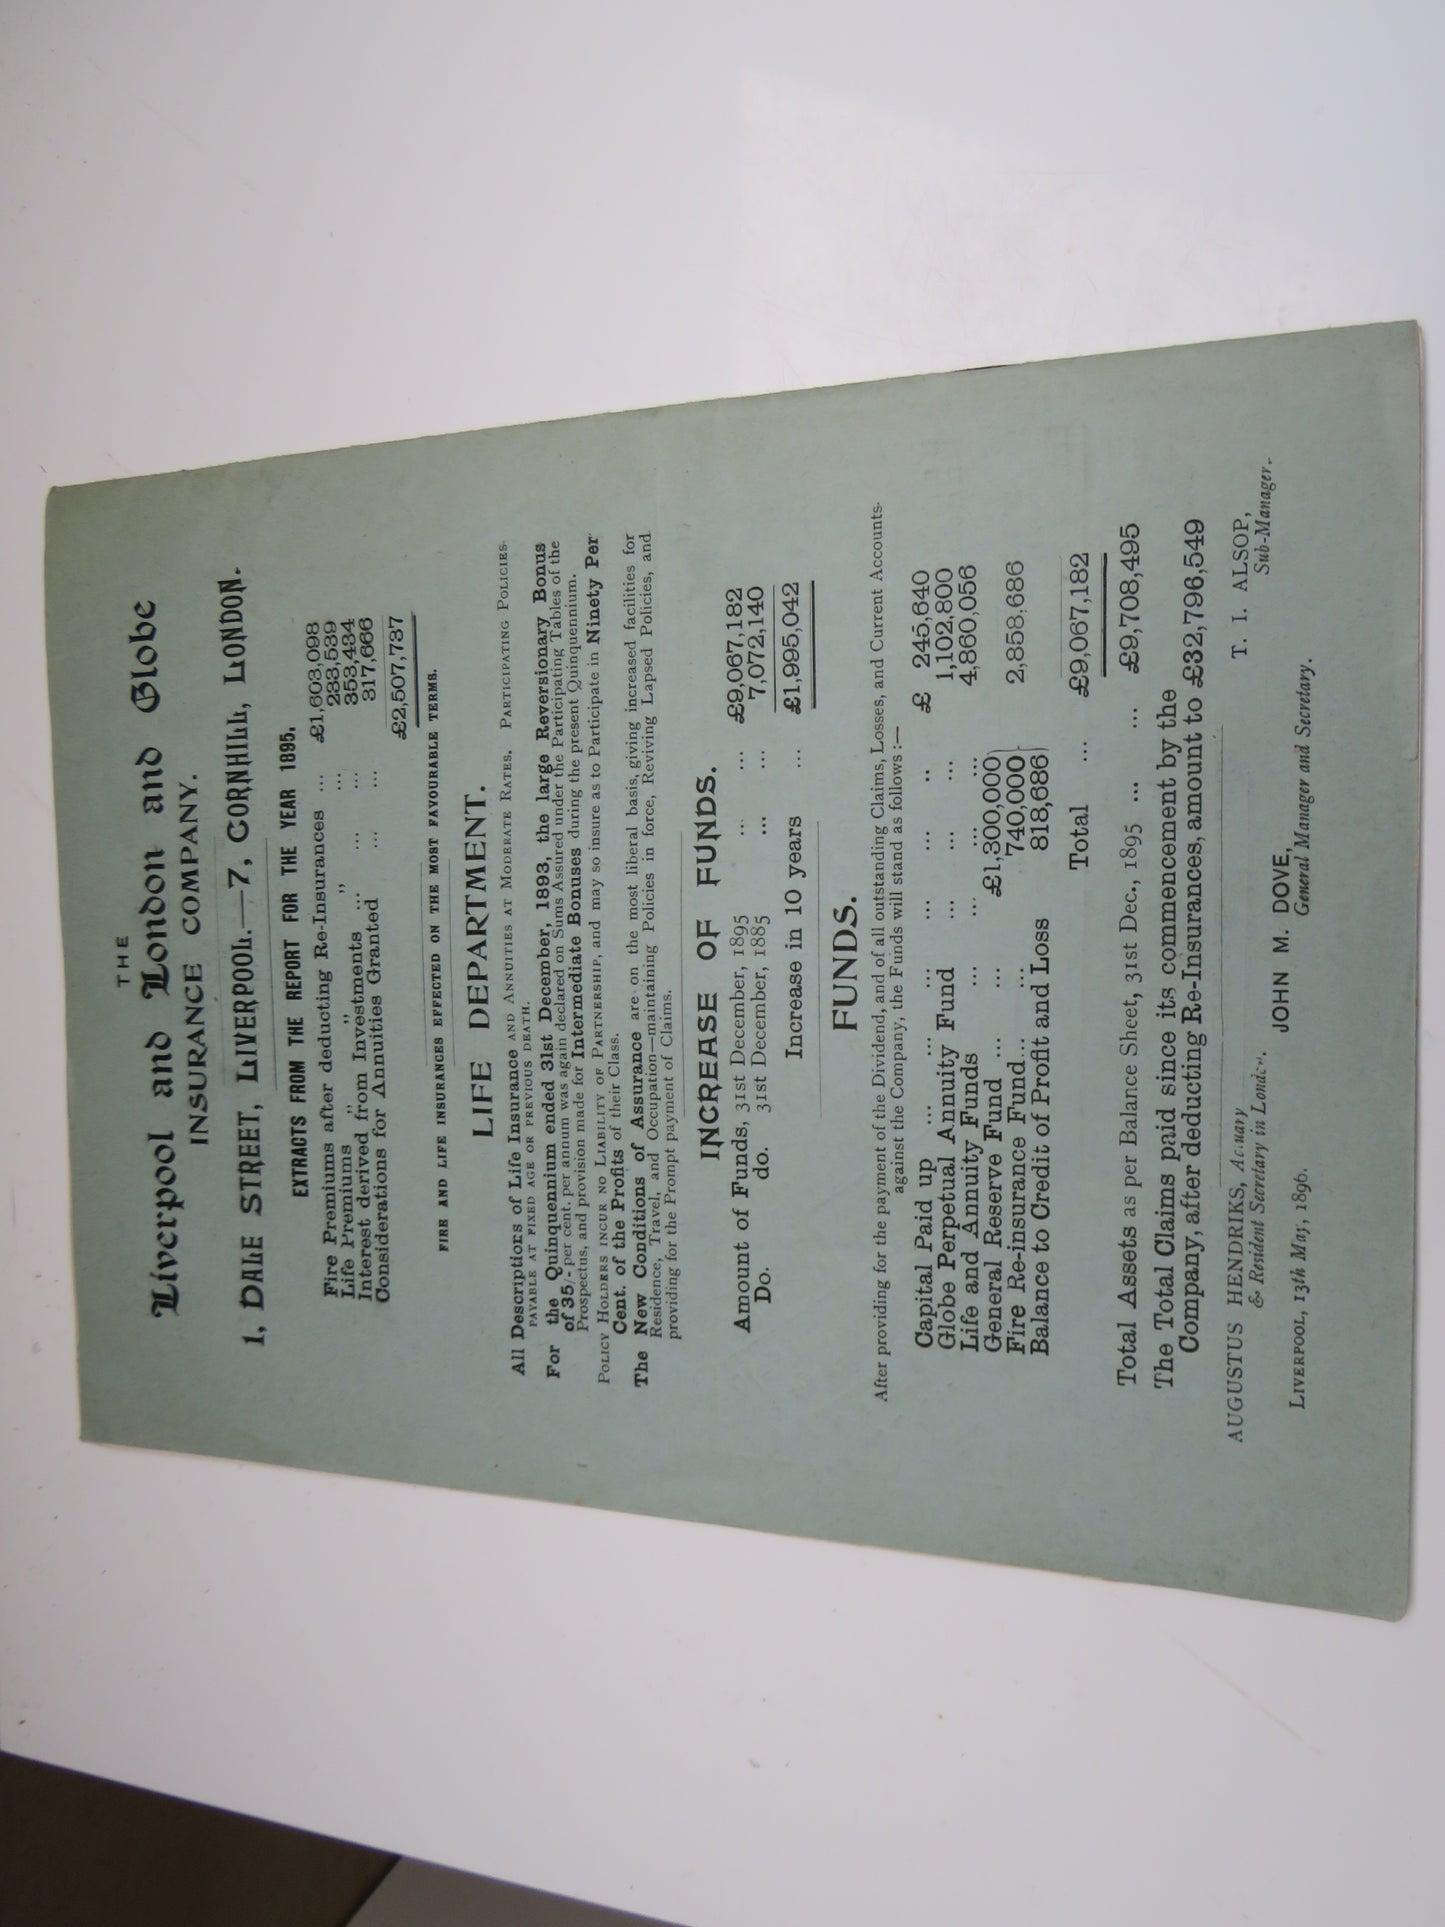 THE
Liverpool and London and Globe
INSURANCE COMPANY.
1, DALE STREET, LIVERPOOL.—7, CORNHILL, LONDON.
EXTRACTS FROM THE REPORT FOR THE YEAR 1895.
Fire Premiums after deducting Re-Insurances ... £1,603,098
Life Premiums " " ... 233,539
Interest derived from Investments ... ... ... 353,434
Considerations for Annuities Granted ... ... 317,666
£2,507,737
FIRE AND LIFE INSURANCES EFFECTED ON THE MOST FAVOURABLE TERMS.
LIFE DEPARTMENT.
All Descriptions of Life Insurance AND ANNUITIES AT MODERATE RATES. PARTICIPATING POLICIES
PAYABLE AT FIXED AGE OR PREVIOUS DEATH.
For the Quinquennium ended 31st December, 1893, the large Reversionary Bonus
of 35/- per cent. per annum was again declared on Sums Assured under the Participating Tables of the
Prospectus, and provision made for Intermediate Bonuses during the present Quinquennium.
POLICY HOLDERS INCUR NO LIABILITY OF PARTNERSHIP, and may so insure as to Participate in Ninety Per
Cent. of the Profits of their Class.
The New Conditions of Assurance are on the most liberal basis, giving increased facilities for
Residence, Travel, and Occupation—maintaining Policies in force, Reviving Lapsed Policies, and
providing for the Prompt payment of Claims.
INCREASE OF FUNDS.
Amount of Funds, 31st December, 1895 ... ... £9,067,182
Do. do. 31st December, 1885 ... ... 7,072,140
Increase in 10 years ... £1,995,042
FUNDS.
After providing for the payment of the Dividend, and of all outstanding Claims, Losses, and Current Accounts
against the Company, the Funds will stand as follows :—
Capital Paid up ... ... ... ... ... .. £ 245,640
Globe Perpetual Annuity Fund ... ... ... 1,102,800
Life and Annuity Funds ... ... ... ... 4,860,056
General Reserve Fund ... ... £1,300,000
Fire Re-insurance Fund... ... 740,000 2,858,686
Balance to Credit of Profit and Loss 818,686
Total ... £9,067,182
Total Assets as per Balance Sheet, 31st Dec., 1895 ... ... £9,708,495
The Total Claims paid since its commencement by the
Company, after deducting Re-Insurances, amount to £32,796,549
AUGUSTUS HENDRIKS, Actuary
& Resident Secretary in London.
T. I. ALSOP,
Sub-Manager.
JOHN M. DOVE,
General Manager and Secretary.
LIVERPOOL, 13th May, 1896.